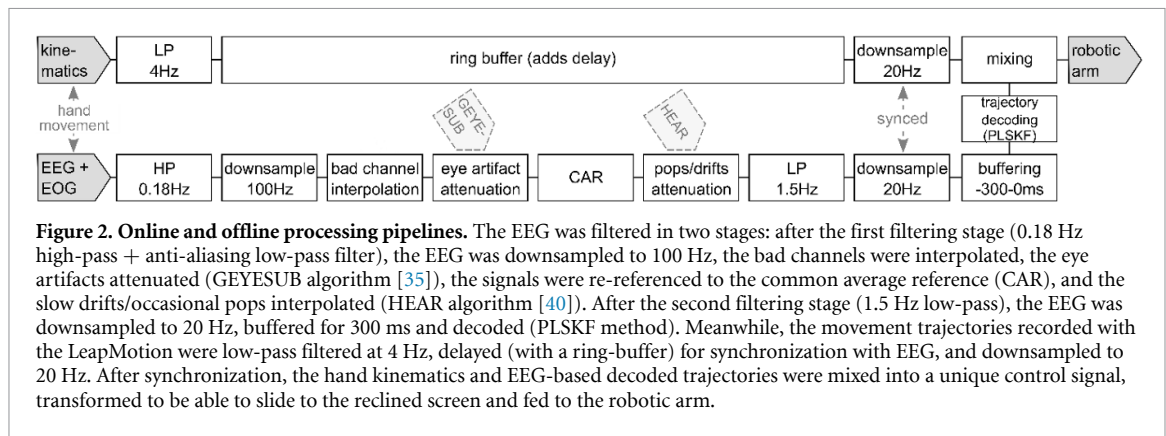 kine-
matics
LP
4Hz
ring buffer (adds delay)
downsample
20Hz
mixing
robotic
arm
hand
movement
GEYE-
SUB
HEAR
synced
trajectory
decoding
(PLSKF)
EEG +
EOG
HP
0.18Hz
downsample
100Hz
bad channel
interpolation
eye artifact
attenuation
CAR
pops/drifts
attenuation
LP
1.5Hz
downsample
20Hz
buffering
-300-0ms
Figure 2. Online and offline processing pipelines. The EEG was filtered in two stages: after the first filtering stage (0.18 Hz
high-pass + anti-aliasing low-pass filter), the EEG was downsampled to 100 Hz, the bad channels were interpolated, the eye
artifacts attenuated (GEYESUB algorithm [35]), the signals were re-referenced to the common average reference (CAR), and the
slow drifts/occasional pops interpolated (HEAR algorithm [40]). After the second filtering stage (1.5 Hz low-pass), the EEG was
downsampled to 20 Hz, buffered for 300 ms and decoded (PLSKF method). Meanwhile, the movement trajectories recorded with
the LeapMotion were low-pass filtered at 4 Hz, delayed (with a ring-buffer) for synchronization with EEG, and downsampled to
20 Hz. After synchronization, the hand kinematics and EEG-based decoded trajectories were mixed into a unique control signal,
transformed to be able to slide to the reclined screen and fed to the robotic arm.